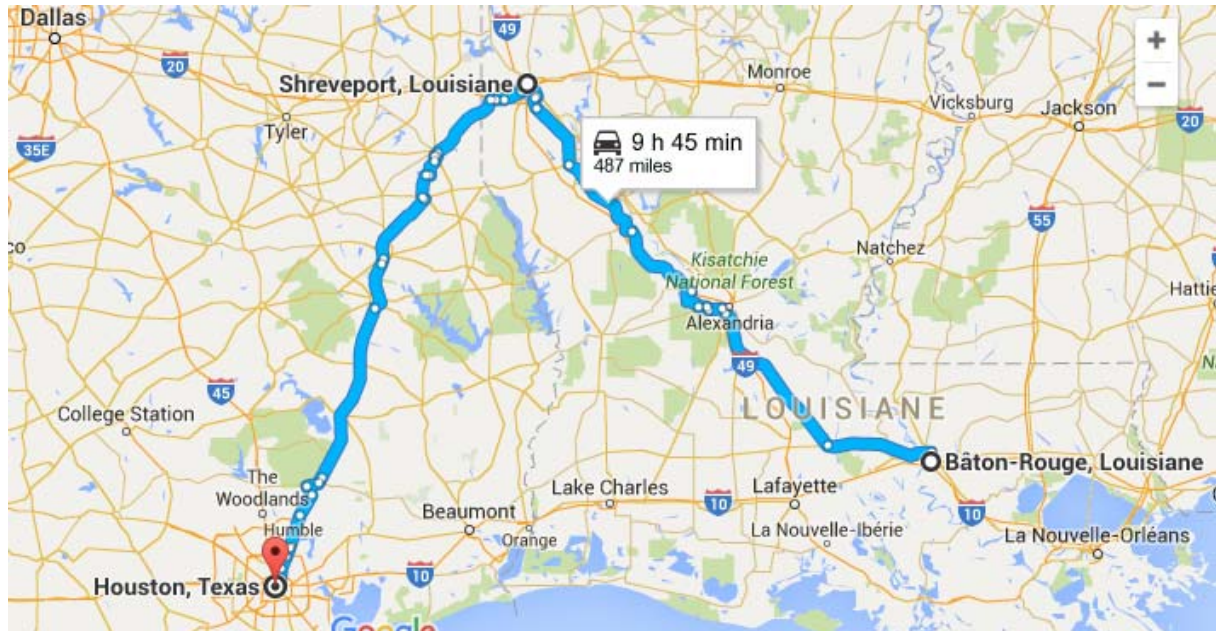 Dallas
49
+
20
Shreveport, Louisiane
Monroe
−
Vicksburg
Jackson
Tyler
20
35E
9 h 45 min
487 miles
55
co
Natchez
Kisatchie
National Forest
Hattie
Alexandria
49
45
College Station
LOUISIANE
The
Woodlands
Bâton-Rouge, Louisiane
Lake Charles
10
Lafayette
10
Beaumont
Orange
La Nouvelle-Ibérie
La Nouvelle-Orléans
Humble
10
Houston, Texas
Google